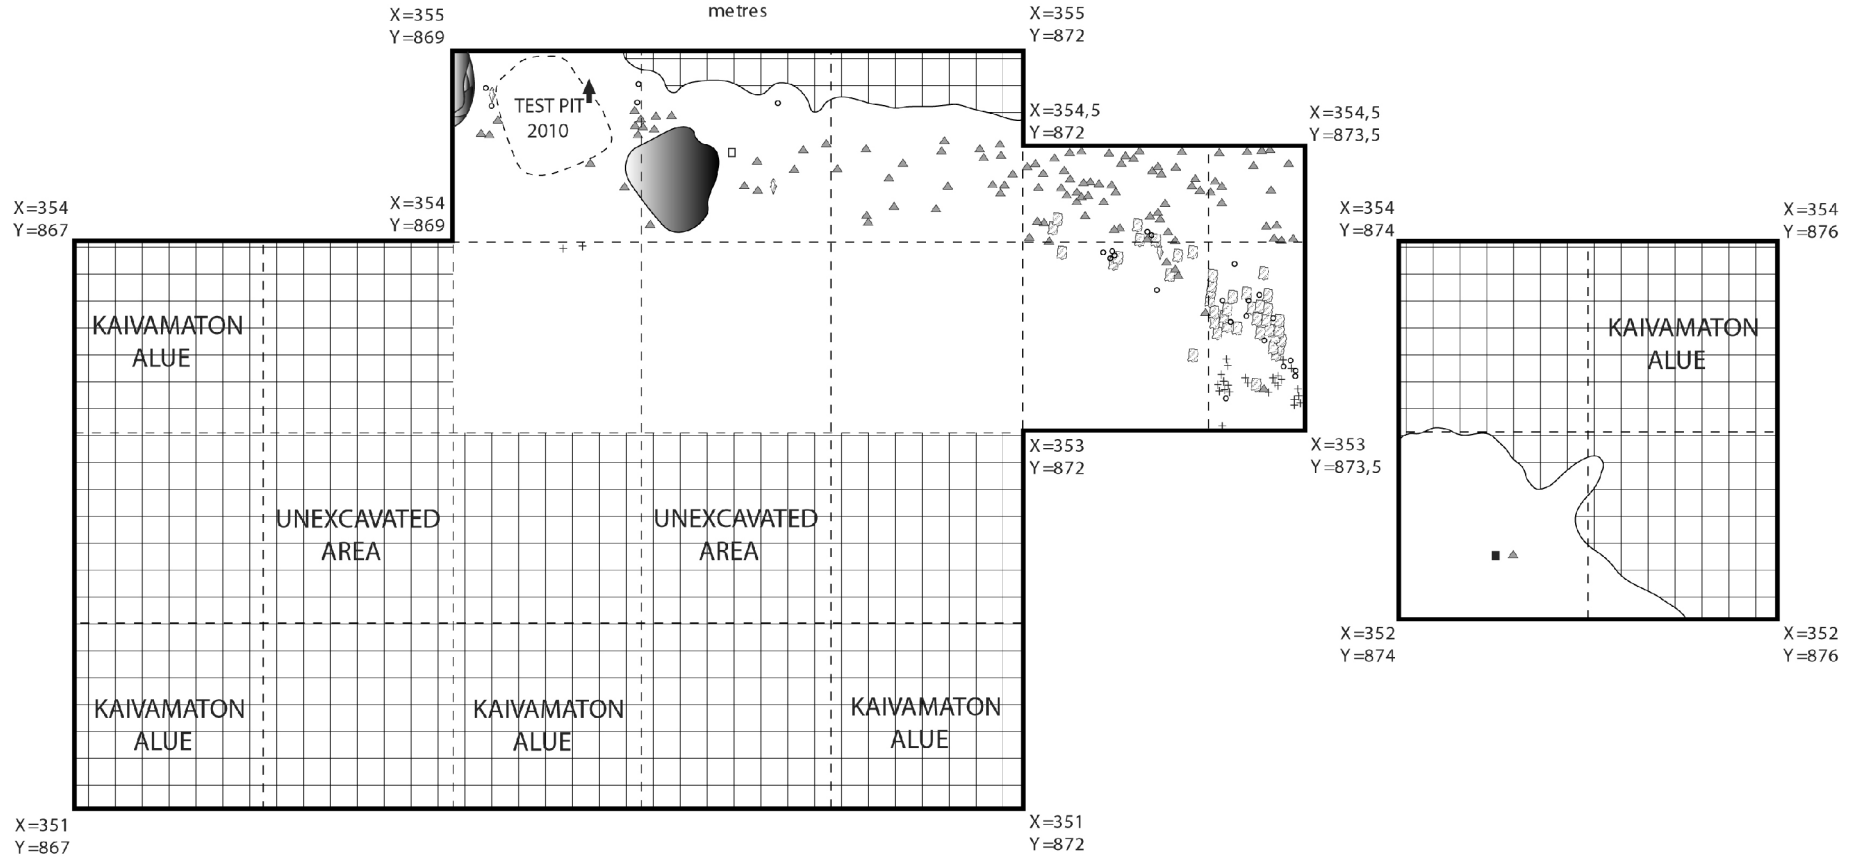 metres
X=355
Y=869
X=355
Y=872
TEST PIT
2010
X=354,5
Y=872
X=354,5
Y=873,5
X=354
Y=867
X=354
Y=869
X=354
Y=874
X=354
Y=876
KAIVAMATON
ALUE
KAIVAMATON
ALUE
X=353
Y=872
X=353
Y=873,5
UNEXCAVATED
AREA
UNEXCAVATED
AREA
X=352
Y=874
X=352
Y=876
KAIVAMATON
ALUE
KAIVAMATON
ALUE
KAIVAMATON
ALUE
X=351
Y=867
X=351
Y=872